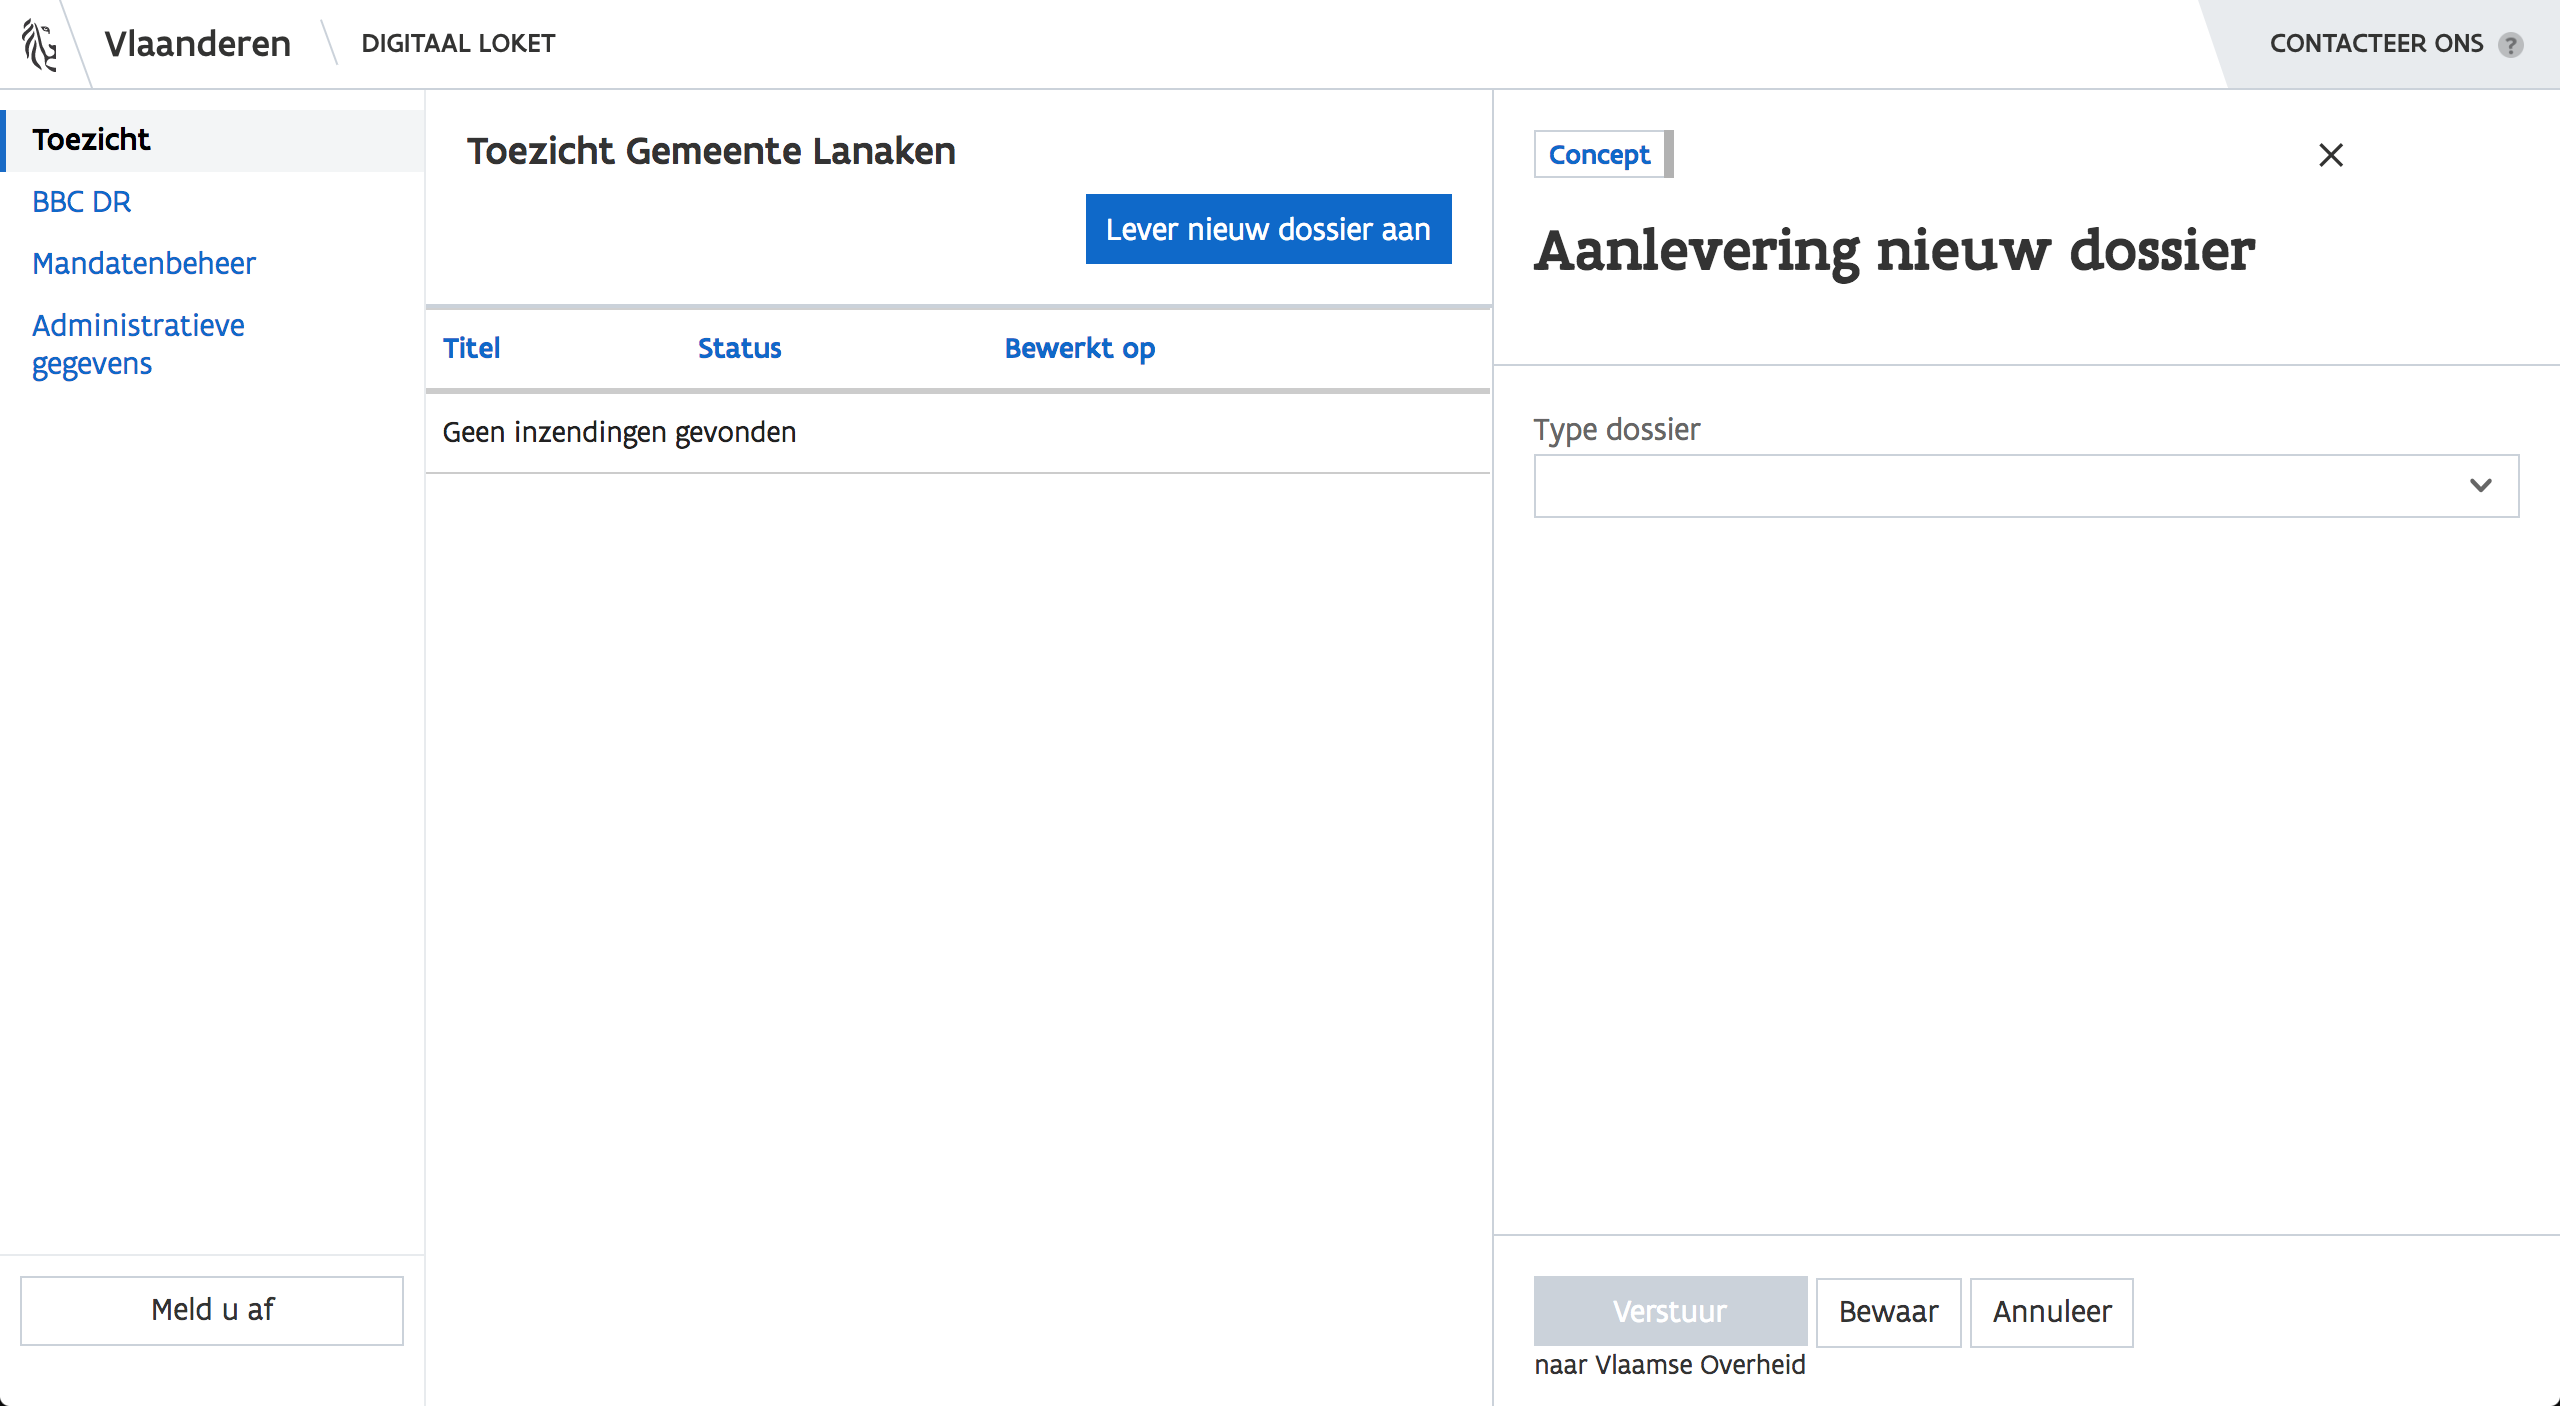 Vlaanderen
DIGITAAL LOKET
CONTACTEER ONS ?
Toezicht
BBC DR
Mandatenbeheer
Administratieve
gegevens
Meld u af
Toezicht Gemeente Lanaken
Lever nieuw dossier aan
Titel Status Bewerkt op
Geen inzendingen gevonden
Concept
Aanlevering nieuw dossier
Type dossier
Verstuur Bewaar Annuleer
naar Vlaamse Overheid